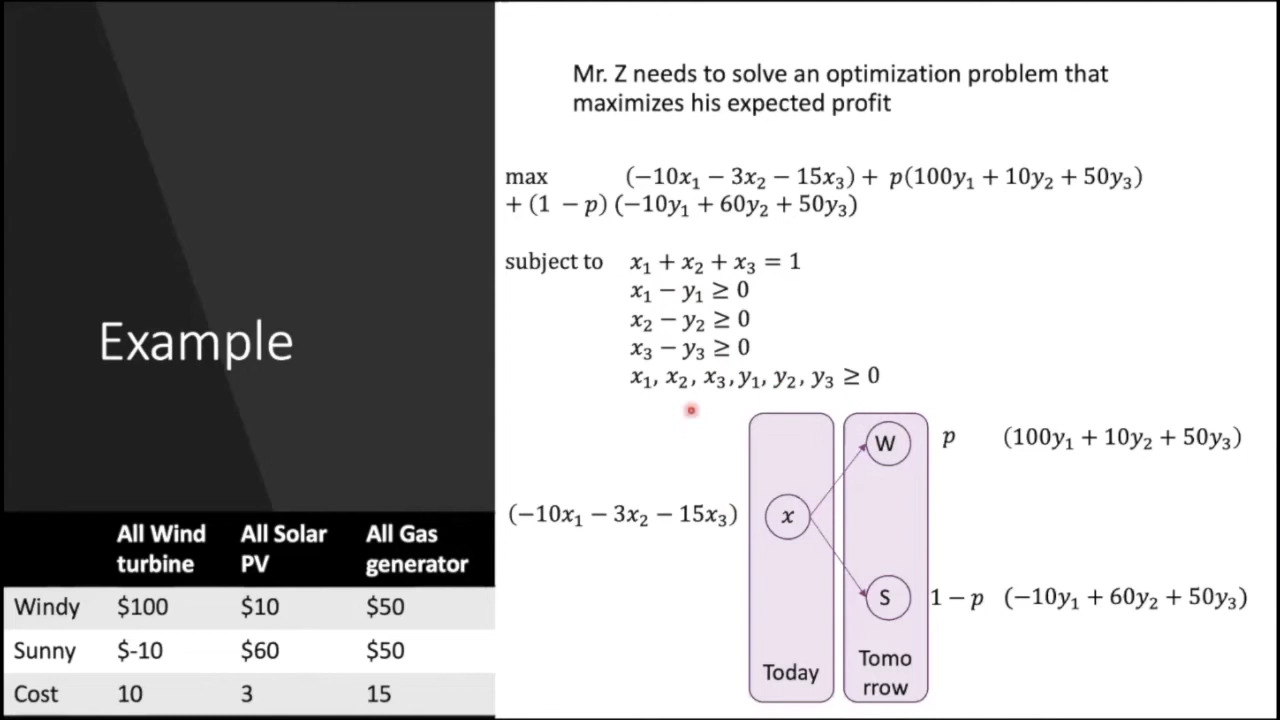 Mr. Z needs to solve an optimization problem that
maximizes his expected profit
max (−10x₁ − 3x₂ − 15x₃) + p(100y₁ + 10y₂ + 50y₃)
+ (1 − p) (−10y₁ + 60y₂ + 50y₃)
subject to x₁ + x₂ + x₃ = 1
x₁ − y₁ ≥ 0
x₂ − y₂ ≥ 0
x₃ − y₃ ≥ 0
x₁, x₂, x₃, y₁, y₂, y₃ ≥ 0
Example
W p (100y₁ + 10y₂ + 50y₃)
(−10x₁ − 3x₂ − 15x₃) x
S 1 − p (−10y₁ + 60y₂ + 50y₃)
Today
Tomo
rrow
All Wind All Solar All Gas
turbine PV generator
Windy $100 $10 $50
Sunny $-10 $60 $50
Cost 10 3 15